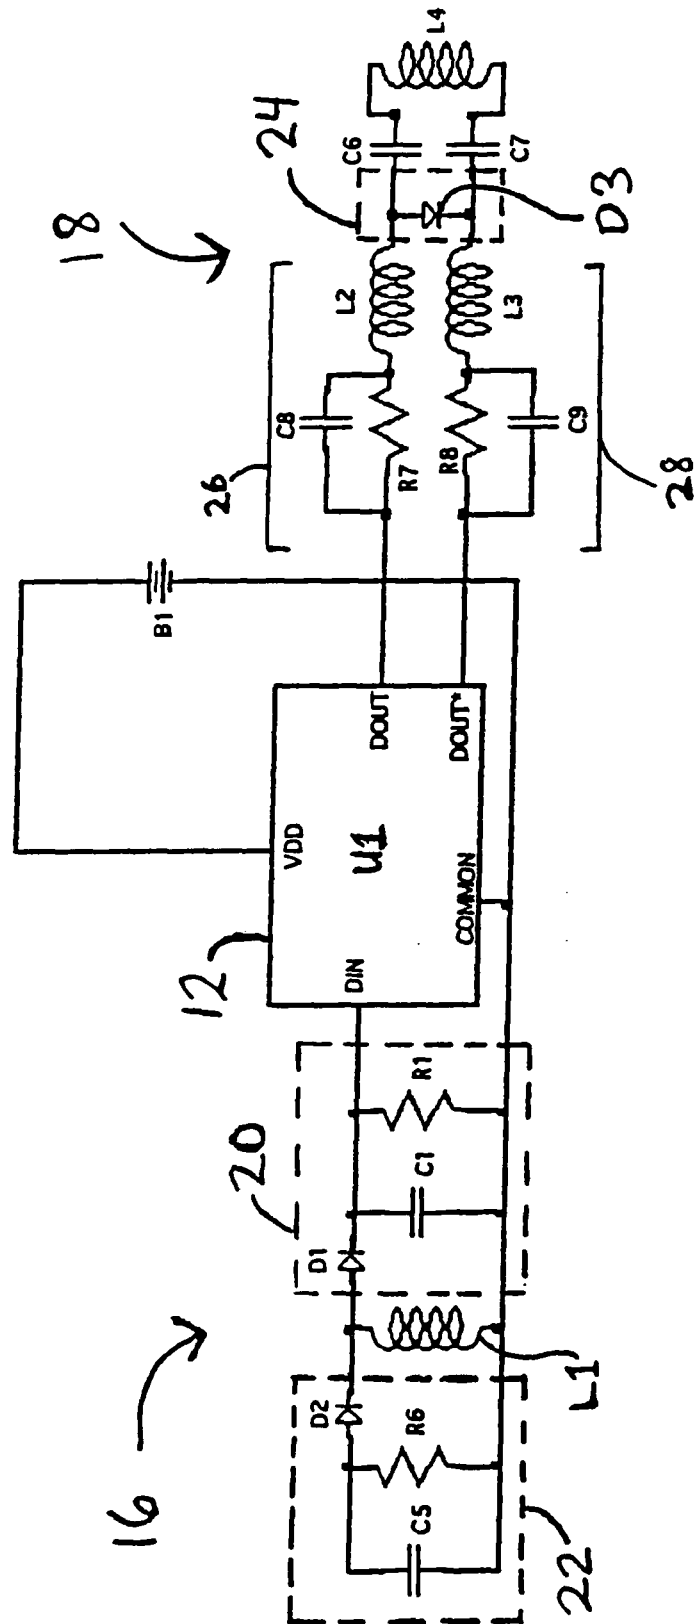 16
22
C5
R6
D2
L1
20
D1
C1
R1
12
DIN
VDD
U1
COMMON
DOUT
DOUT*
B1
18
26
C8
R7
L2
R8
C9
L3
28
24
D3
C6
C7
L4